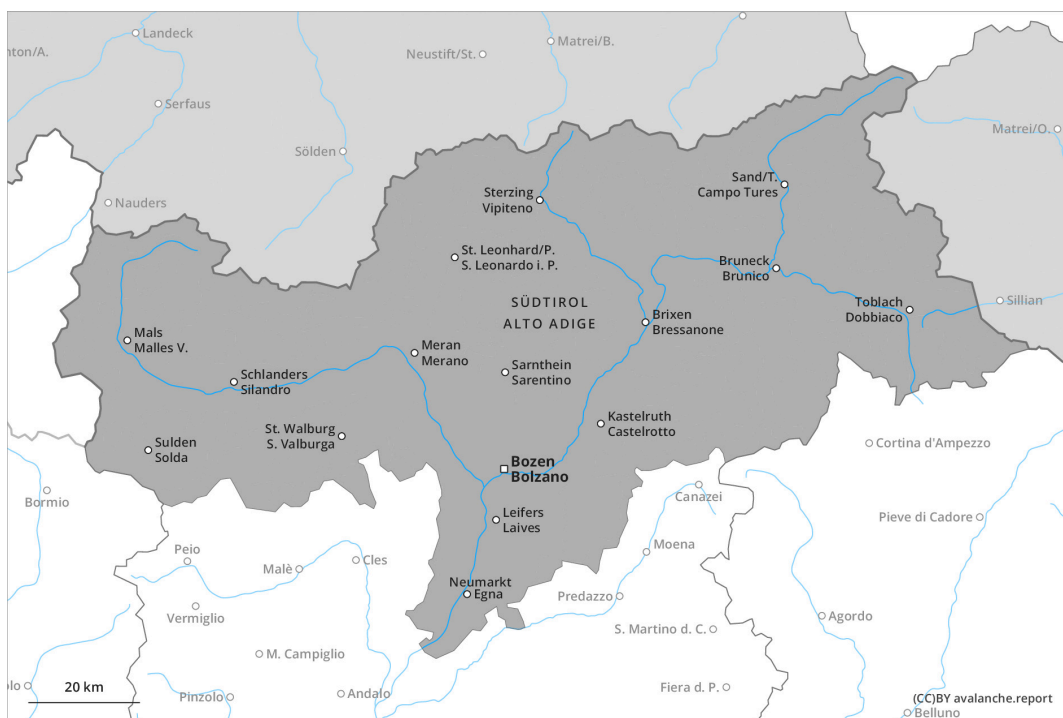 Landeck
nton/A.
Neustift/St.
Matrei/B.
Serfaus
Matrei/O.
Sölden
Nauders
Sterzing
Vipiteno
Sand/T.
Campo Tures
St. Leonhard/P.
S. Leonardo i. P.
Bruneck
Brunico
SÜDTIROL
ALTO ADIGE
Toblach
Dobbiaco
Sillian
Brixen
Bressanone
Mals
Malles V.
Meran
Merano
Schlanders
Silandro
Sarnthein
Sarentino
Kastelruth
Castelrotto
St. Walburg
S. Valburga
Sulden
Solda
Cortina d'Ampezzo
Bozen
Bolzano
Bormio
Canazei
Leifers
Laives
Pieve di Cadore
Peio
Malè
Cles
Moena
Neumarkt
Egna
Predazzo
Vermiglio
Agordo
S. Martino d. C.
M. Campiglio
olo
20 km
Pinzolo
Andalo
Fiera d. P.
(CC)BY avalanche.report
Belluno